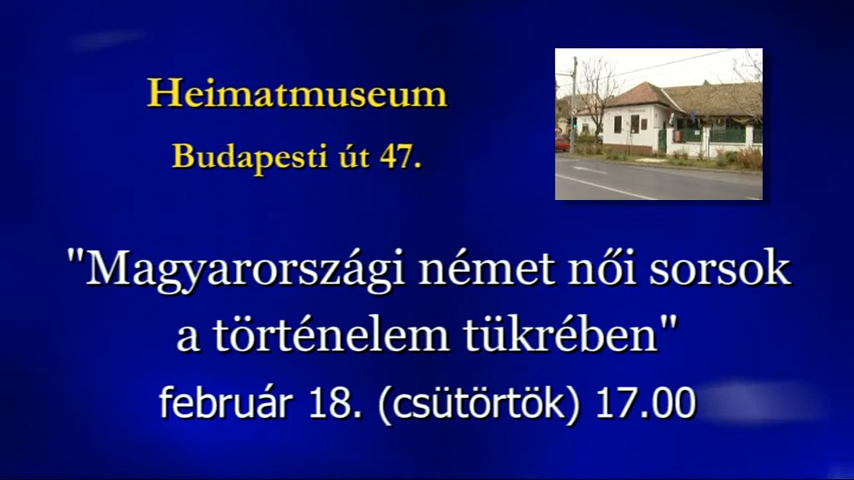 Heimatmuseum
Budapesti út 47.
"Magyarországi német női sorsok
a történelem tükrében"
február 18. (csütörtök) 17.00